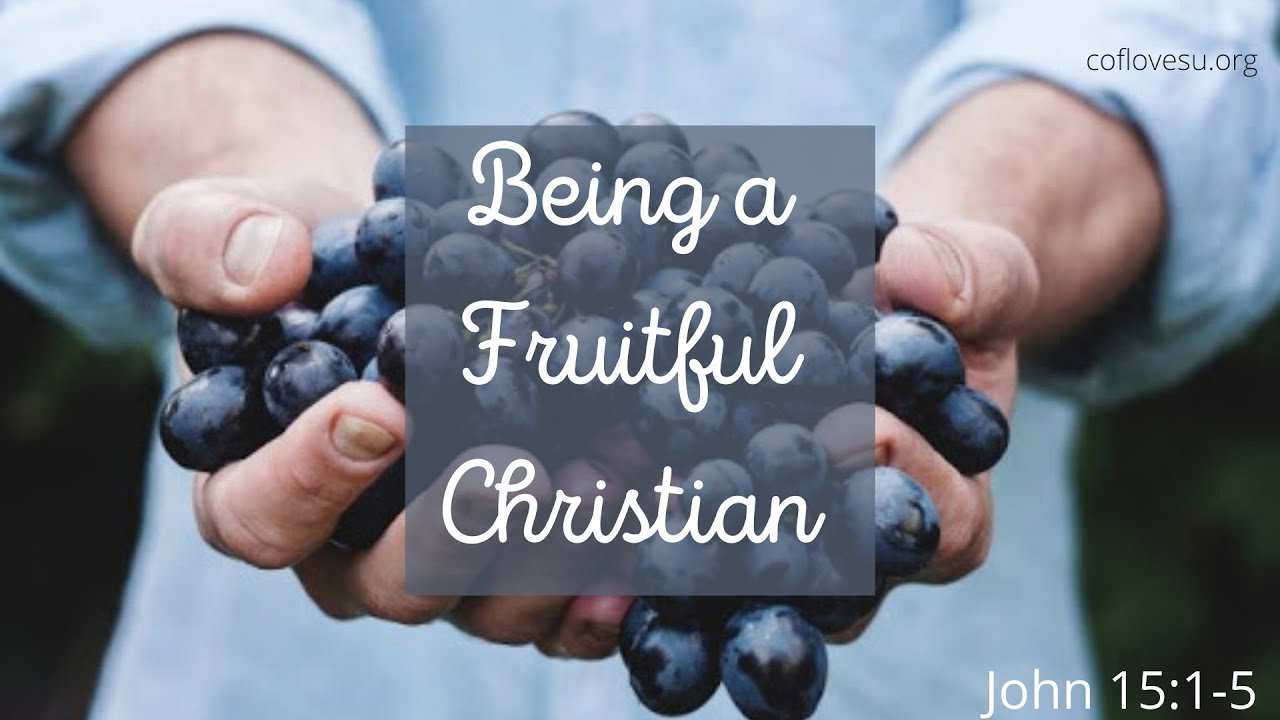 coflovesu.org
Being a
Fruitful
Christian
John 15:1-5